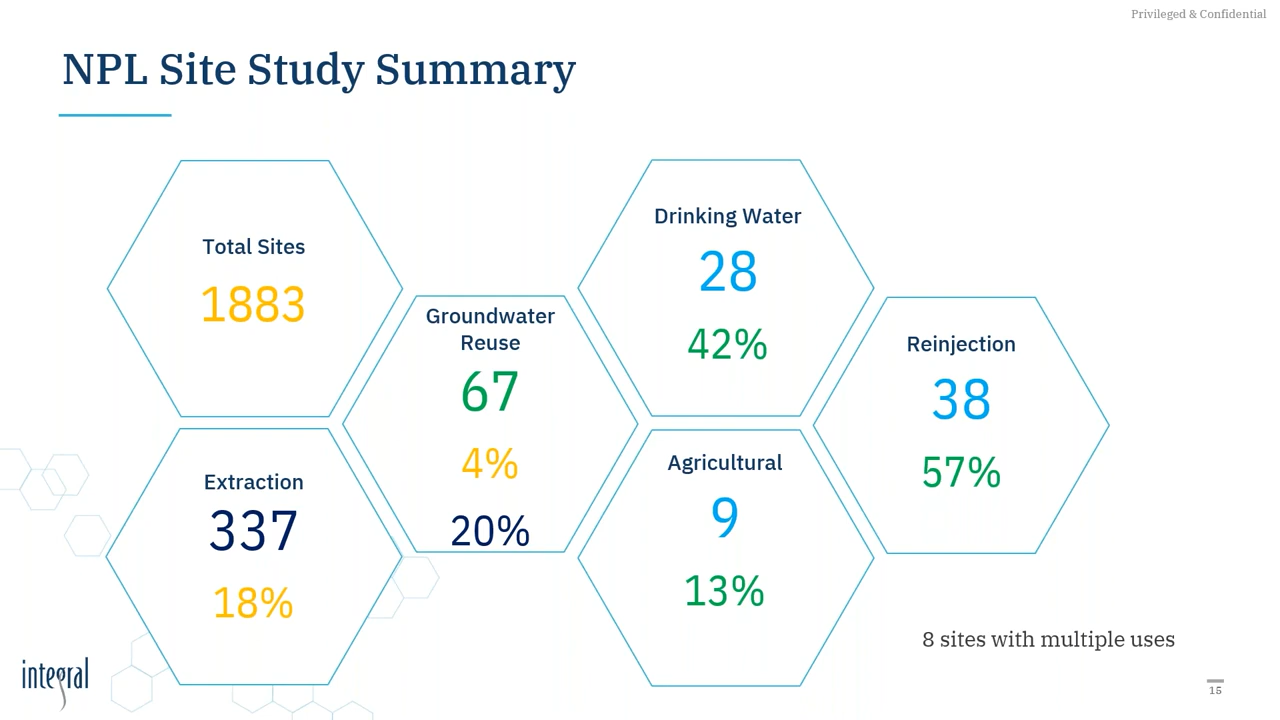 Privileged & Confidential
NPL Site Study Summary
Total Sites
1883
Extraction
337
18%
Groundwater
Reuse
67
4%
20%
Drinking Water
28
42%
Agricultural
9
13%
Reinjection
38
57%
8 sites with multiple uses
integral
15